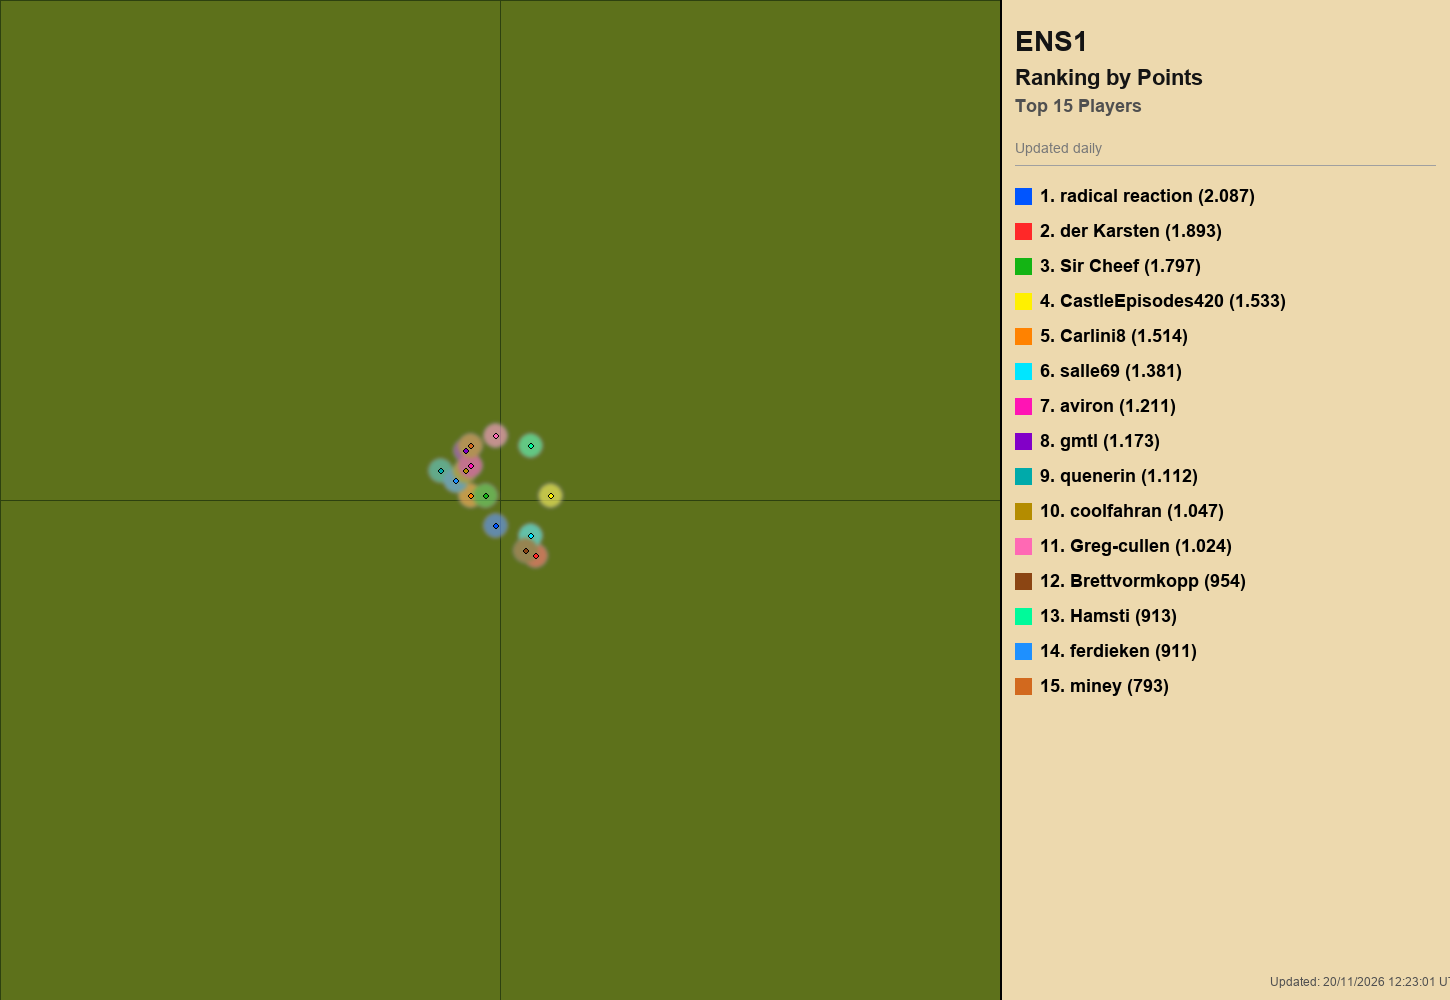 ENS1
Ranking by Points
Top 15 Players
Updated daily
1. radical reaction (2.087)
2. der Karsten (1.893)
3. Sir Cheef (1.797)
4. CastleEpisodes420 (1.533)
5. Carlini8 (1.514)
6. salle69 (1.381)
7. aviron (1.211)
8. gmtl (1.173)
9. quenerin (1.112)
10. coolfahran (1.047)
11. Greg-cullen (1.024)
12. Brettvormkopp (954)
13. Hamsti (913)
14. ferdieken (911)
15. miney (793)
Updated: 20/11/2026 12:23:01